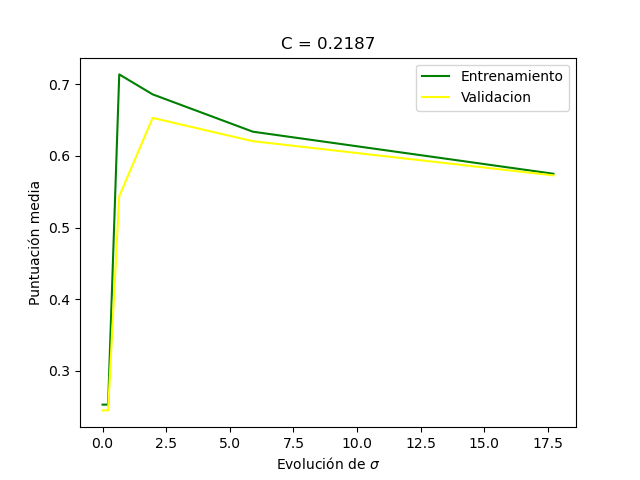 C = 0.2187
Entrenamiento
Validacion
Puntuación media
0.7
0.6
0.5
0.4
0.3
0.0 2.5 5.0 7.5 10.0 12.5 15.0 17.5
Evolución de σ